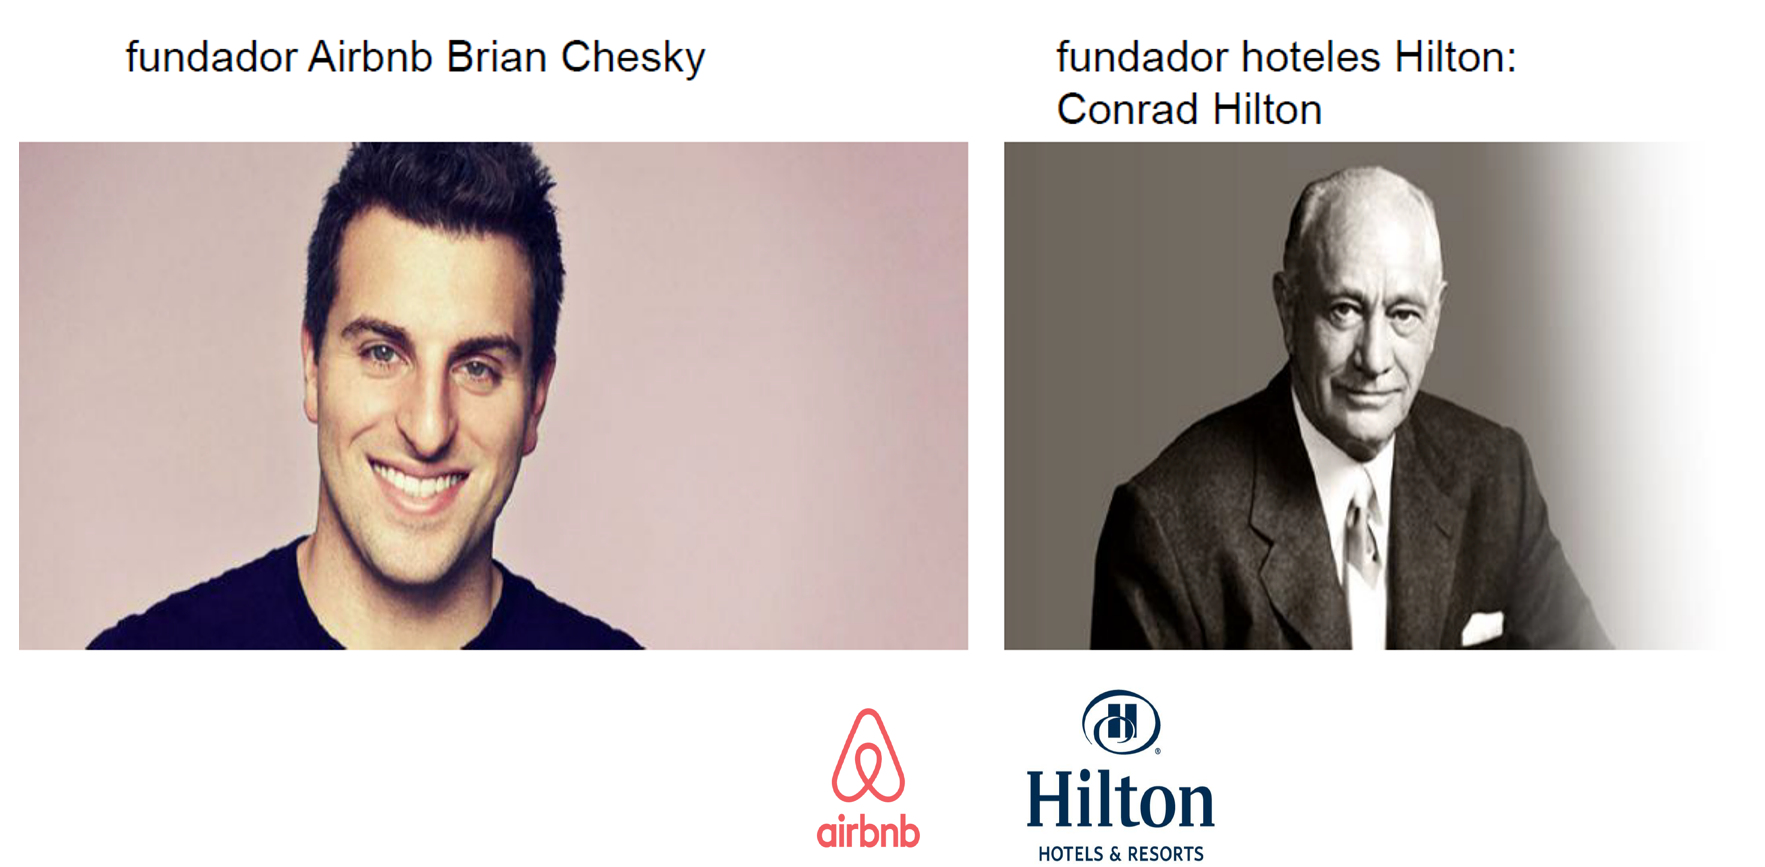 fundador Airbnb Brian Chesky
fundador hoteles Hilton:
Conrad Hilton
airbnb
H
®
Hilton
HOTELS & RESORTS